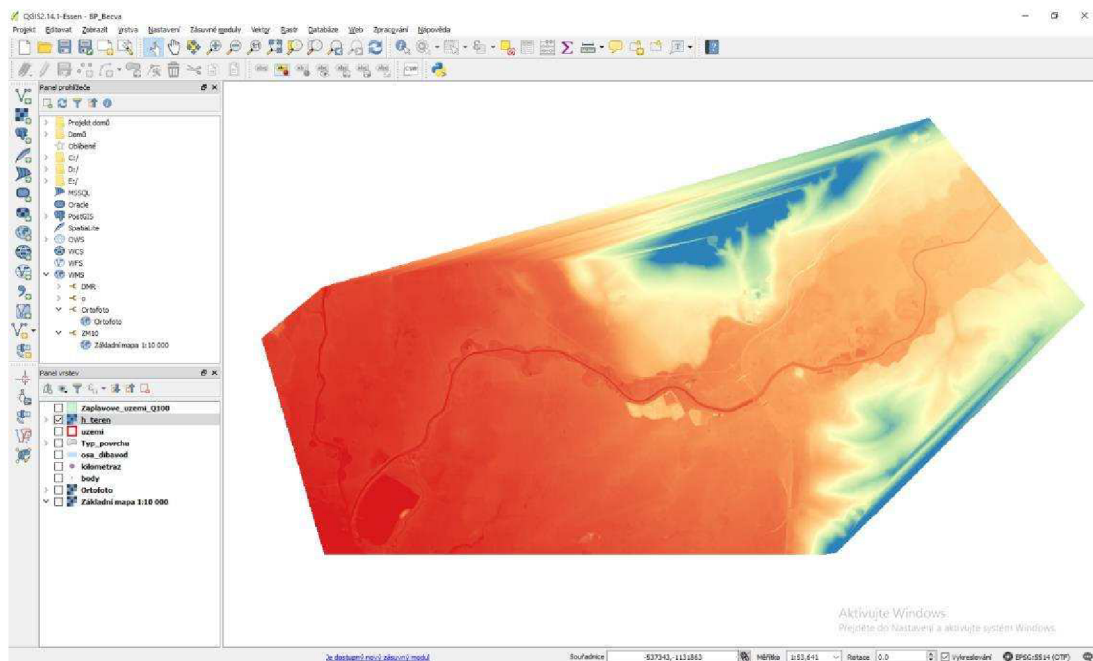 QGIS2.14.1-Essen - BP_Becva
Projekt Editovat Zobrazit Vrstva Nastavení Zásuvné moduly Vektor Rastr Databáze Web Zpracování Nápověda
Panel prohlížeče
Projekt domů
Domů
Oblíbené
C:/
D:/
E:/
MSSQL
Oracle
PostGIS
SpatiaLite
OWS
WCS
WFS
WMS
DMR
o
Ortofoto
Ortofoto
ZM10
Základní mapa 1:10 000
Panel vrstev
Zaplavove_uzemi_Q100
h_teren
uzemi
Typ_povrchu
osa_dibavod
kilometraz
body
Ortofoto
Základní mapa 1:10 000
Aktivujte Windows
Přejděte do Nastavení a aktivujte systém Windows.
Je dostupný nový zásuvný modul Souřadnice -537343,-1131863 Měřítko 1:53,641 Rotace 0.0 Vykreslování EPSG:5514 (OTF)